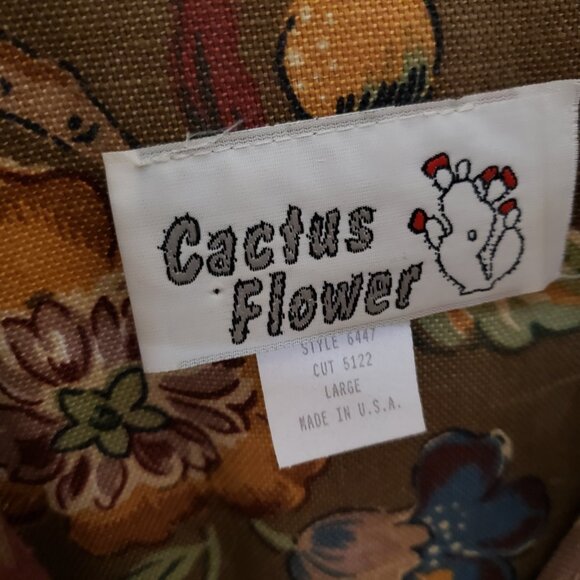 Cactus
Flower
STYLE 6447
CUT 5122
LARGE
MADE IN U.S.A.